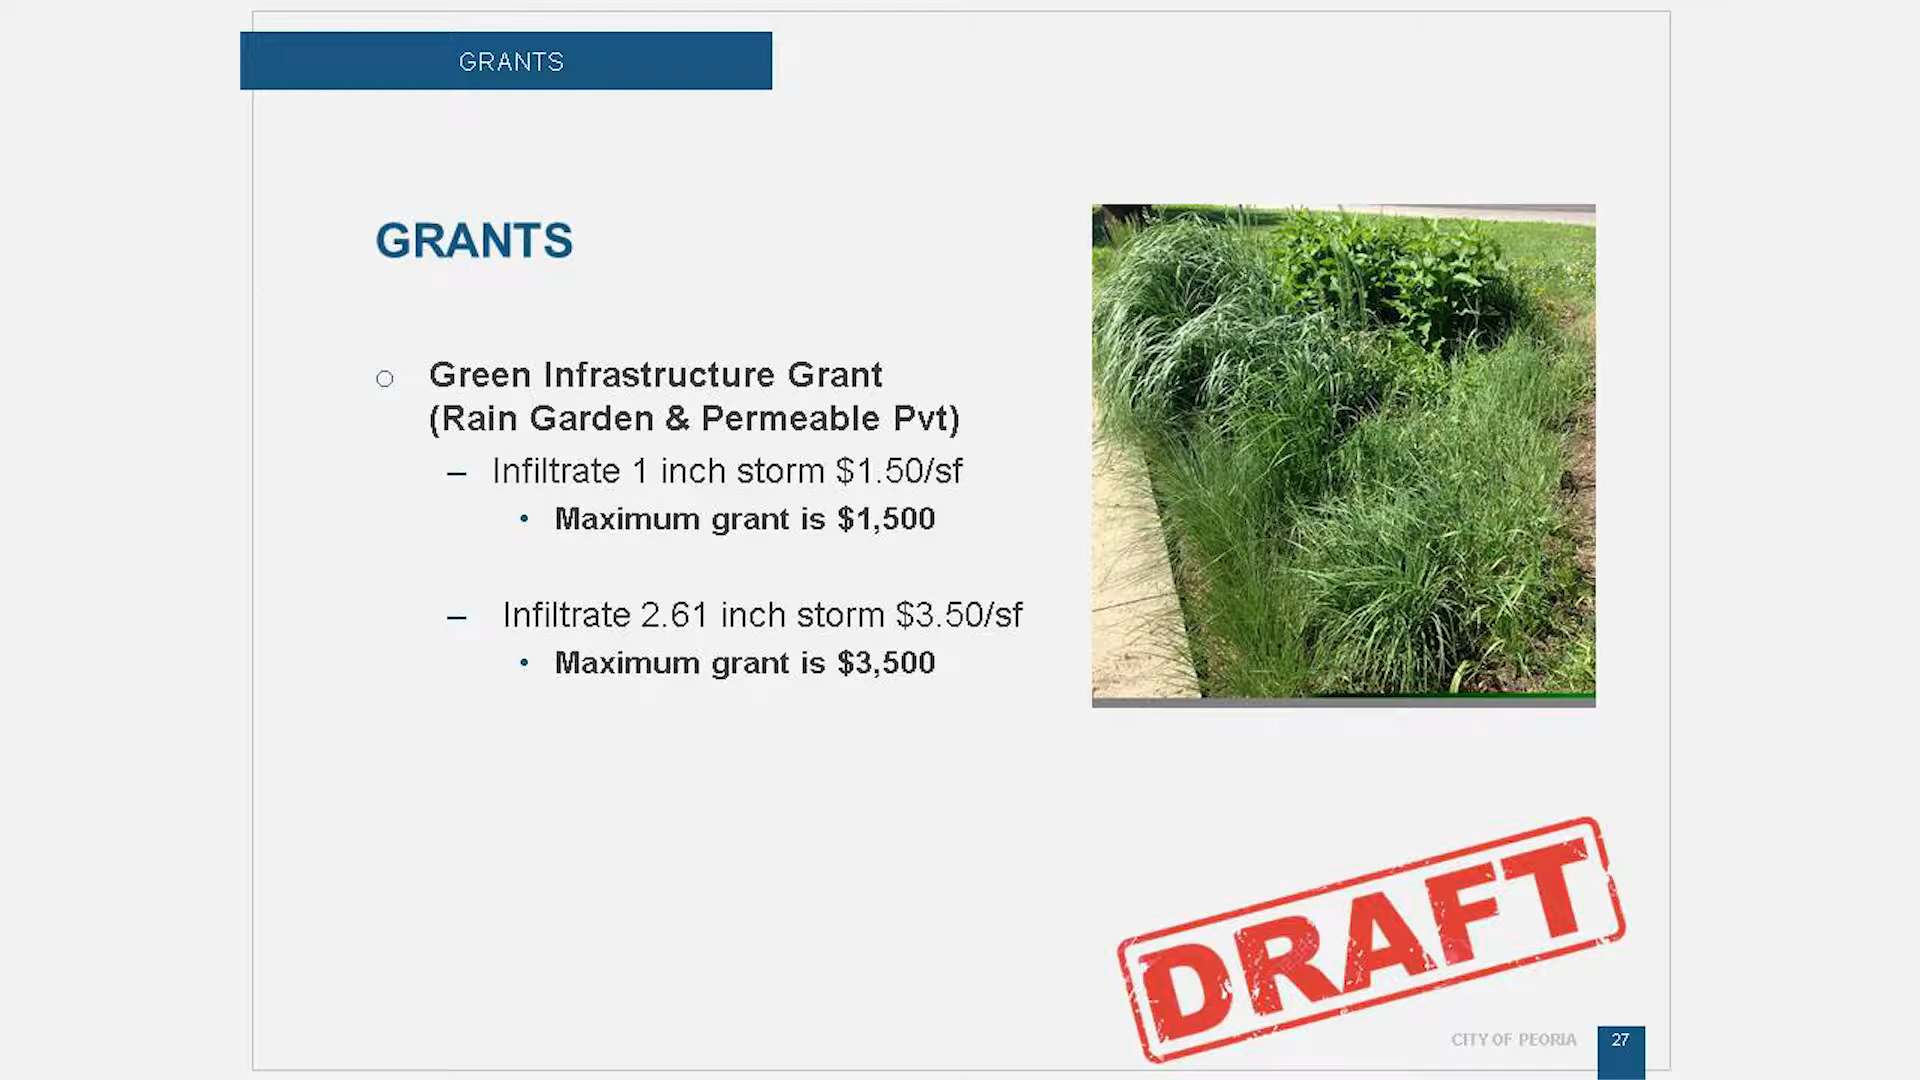 GRANTS
GRANTS
Green Infrastructure Grant
(Rain Garden & Permeable Pvt)
– Infiltrate 1 inch storm $1.50/sf
• Maximum grant is $1,500
– Infiltrate 2.61 inch storm $3.50/sf
• Maximum grant is $3,500
DRAFT
CITY OF PEORIA
27